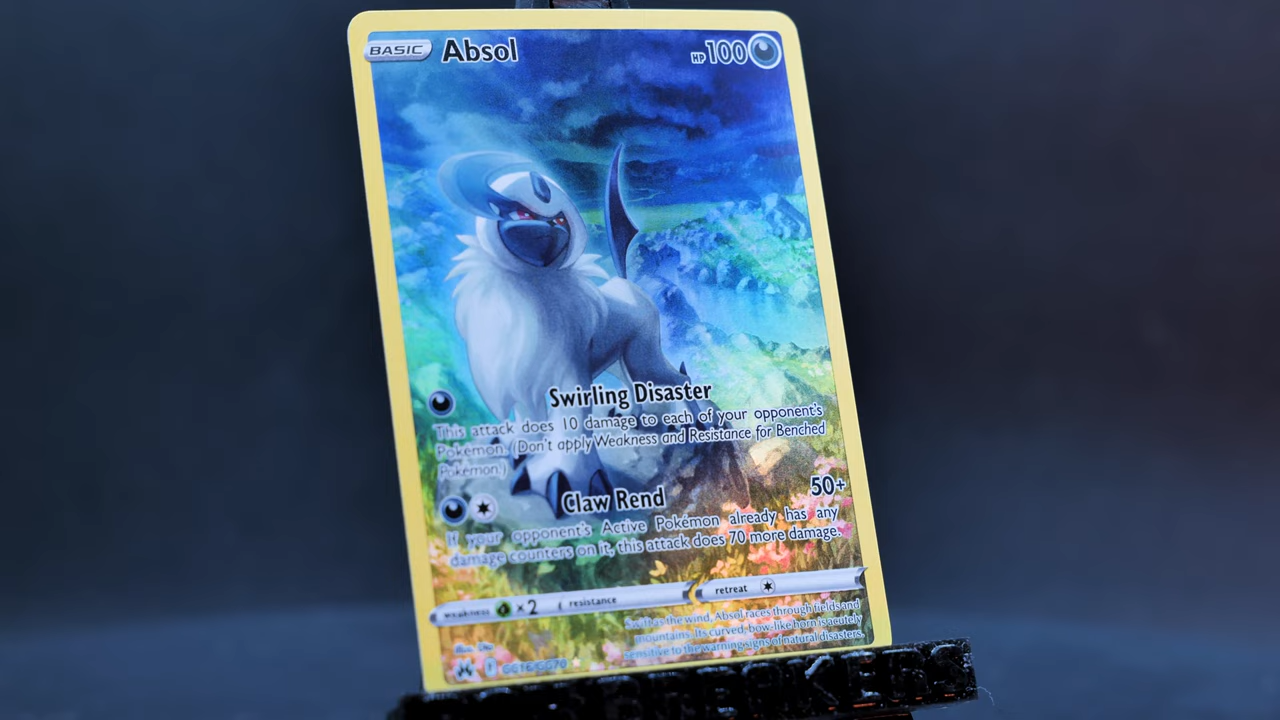 BASIC Absol HP 100
Swirling Disaster
This attack does 10 damage to each of your opponent's
Pokémon. (Don't apply Weakness and Resistance for Benched
Pokémon.)
Claw Rend 50+
If your opponent's Active Pokémon already has any
damage counters on it, this attack does 70 more damage.
weakness ×2 resistance retreat
Swift as the wind, Absol races through fields and
mountains. Its curved, bow-like horn is acutely
sensitive to the warning signs of natural disasters.
GG16/GG70